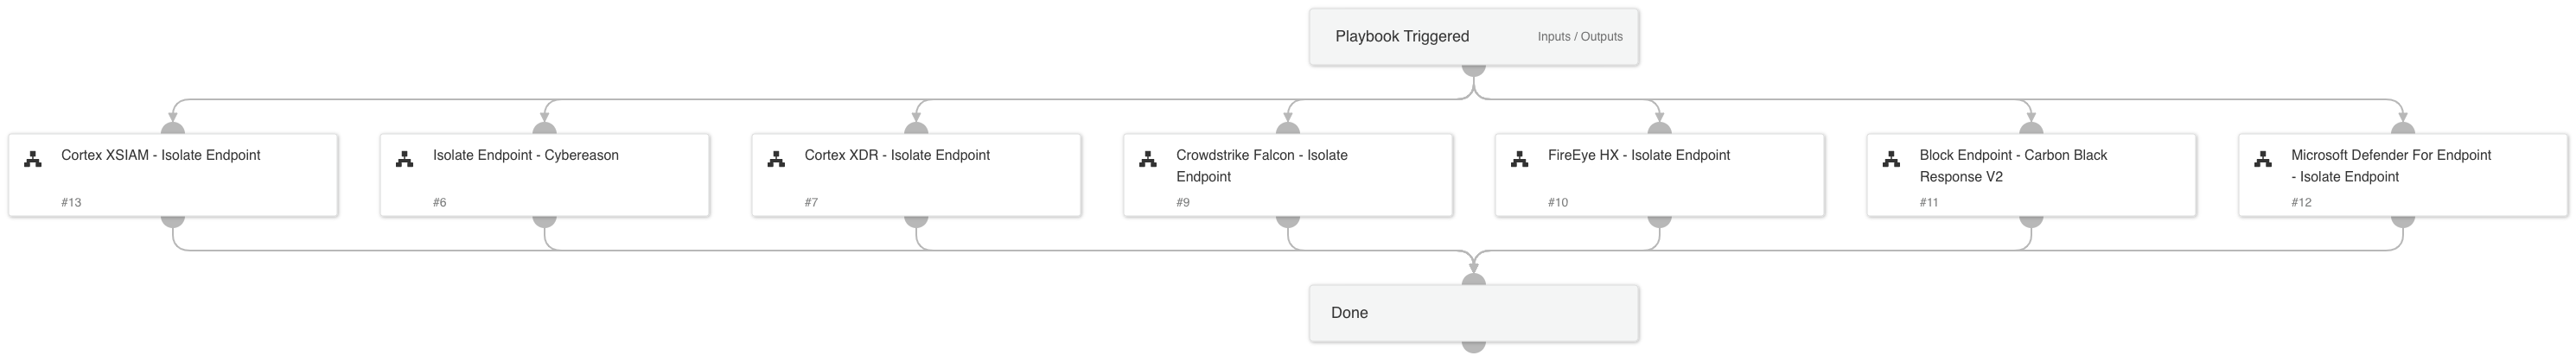 Playbook Triggered
Inputs / Outputs
Cortex XSIAM - Isolate Endpoint
#13
Isolate Endpoint - Cybereason
#6
Cortex XDR - Isolate Endpoint
#7
Crowdstrike Falcon - Isolate
Endpoint
#9
FireEye HX - Isolate Endpoint
#10
Block Endpoint - Carbon Black
Response V2
#11
Microsoft Defender For Endpoint
- Isolate Endpoint
#12
Done